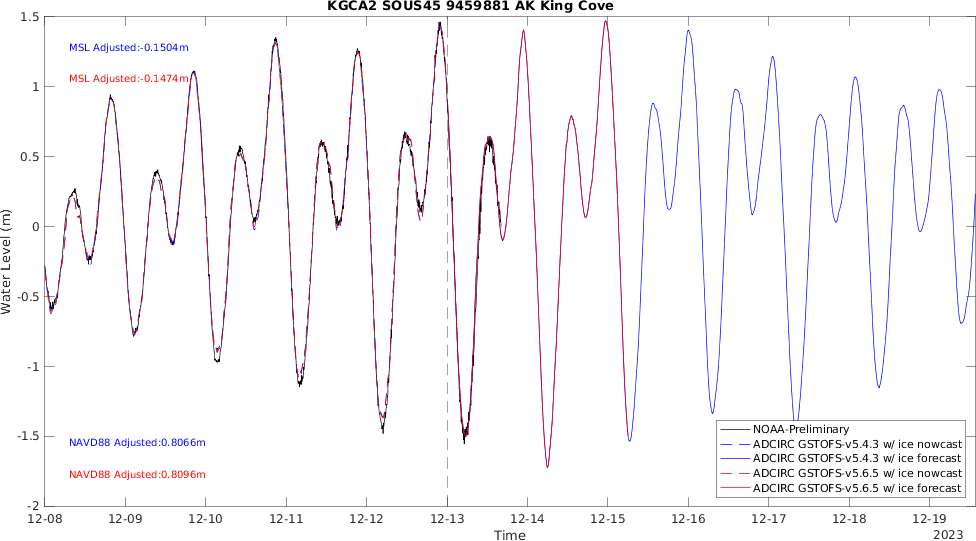 KGCA2 SOUS45 9459881 AK King Cove
MSL Adjusted:-0.1504m
MSL Adjusted:-0.1474m
NAVD88 Adjusted:0.8066m
NAVD88 Adjusted:0.8096m
Water Level (m)
1.5
1
0.5
0
-0.5
-1
-1.5
-2
NOAA-Preliminary
ADCIRC GSTOFS-v5.4.3 w/ ice nowcast
ADCIRC GSTOFS-v5.4.3 w/ ice forecast
ADCIRC GSTOFS-v5.6.5 w/ ice nowcast
ADCIRC GSTOFS-v5.6.5 w/ ice forecast
12-08 12-09 12-10 12-11 12-12 12-13 12-14 12-15 12-16 12-17 12-18 12-19
Time
2023